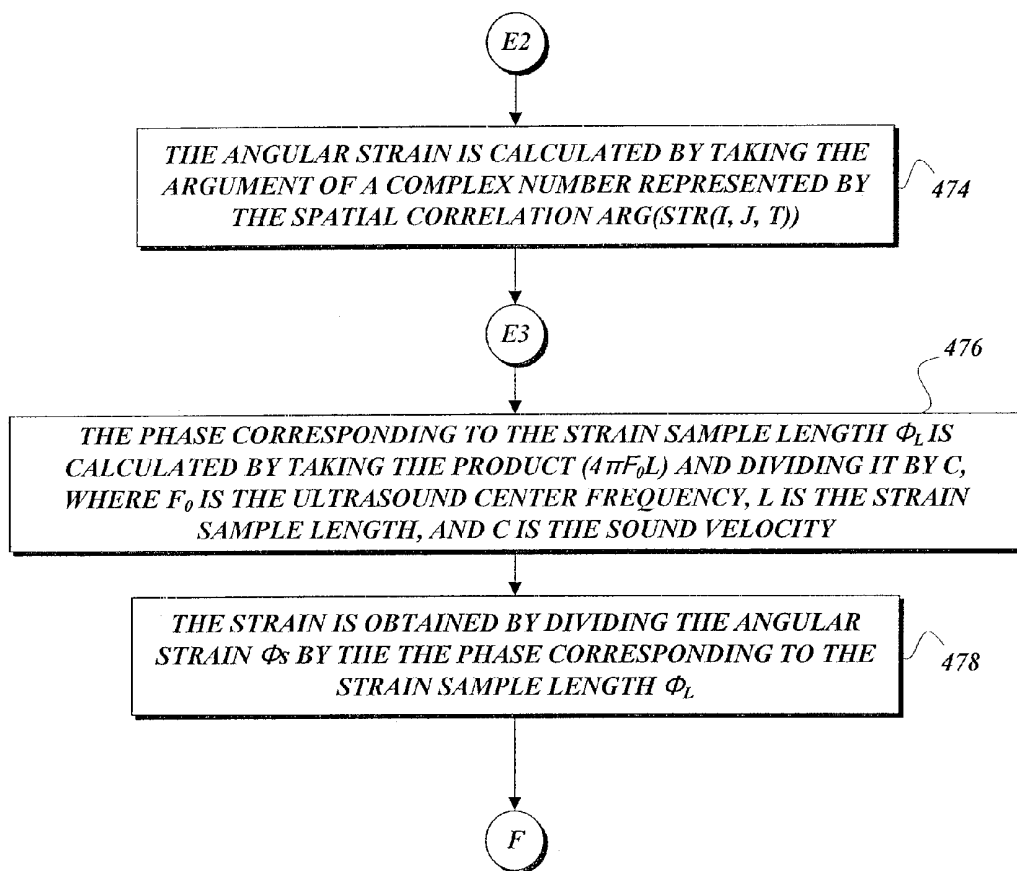 E2
THE ANGULAR STRAIN IS CALCULATED BY TAKING THE
ARGUMENT OF A COMPLEX NUMBER REPRESENTED BY
THE SPATIAL CORRELATION ARG(STR(I, J, T))
474
E3
476
THE PHASE CORRESPONDING TO THE STRAIN SAMPLE LENGTH Φ_L IS
CALCULATED BY TAKING THE PRODUCT (4πF₀L) AND DIVIDING IT BY C,
WHERE F₀ IS THE ULTRASOUND CENTER FREQUENCY, L IS THE STRAIN
SAMPLE LENGTH, AND C IS THE SOUND VELOCITY
THE STRAIN IS OBTAINED BY DIVIDING THE ANGULAR
STRAIN Φs BY THE THE PHASE CORRESPONDING TO THE
STRAIN SAMPLE LENGTH Φ_L
478
F